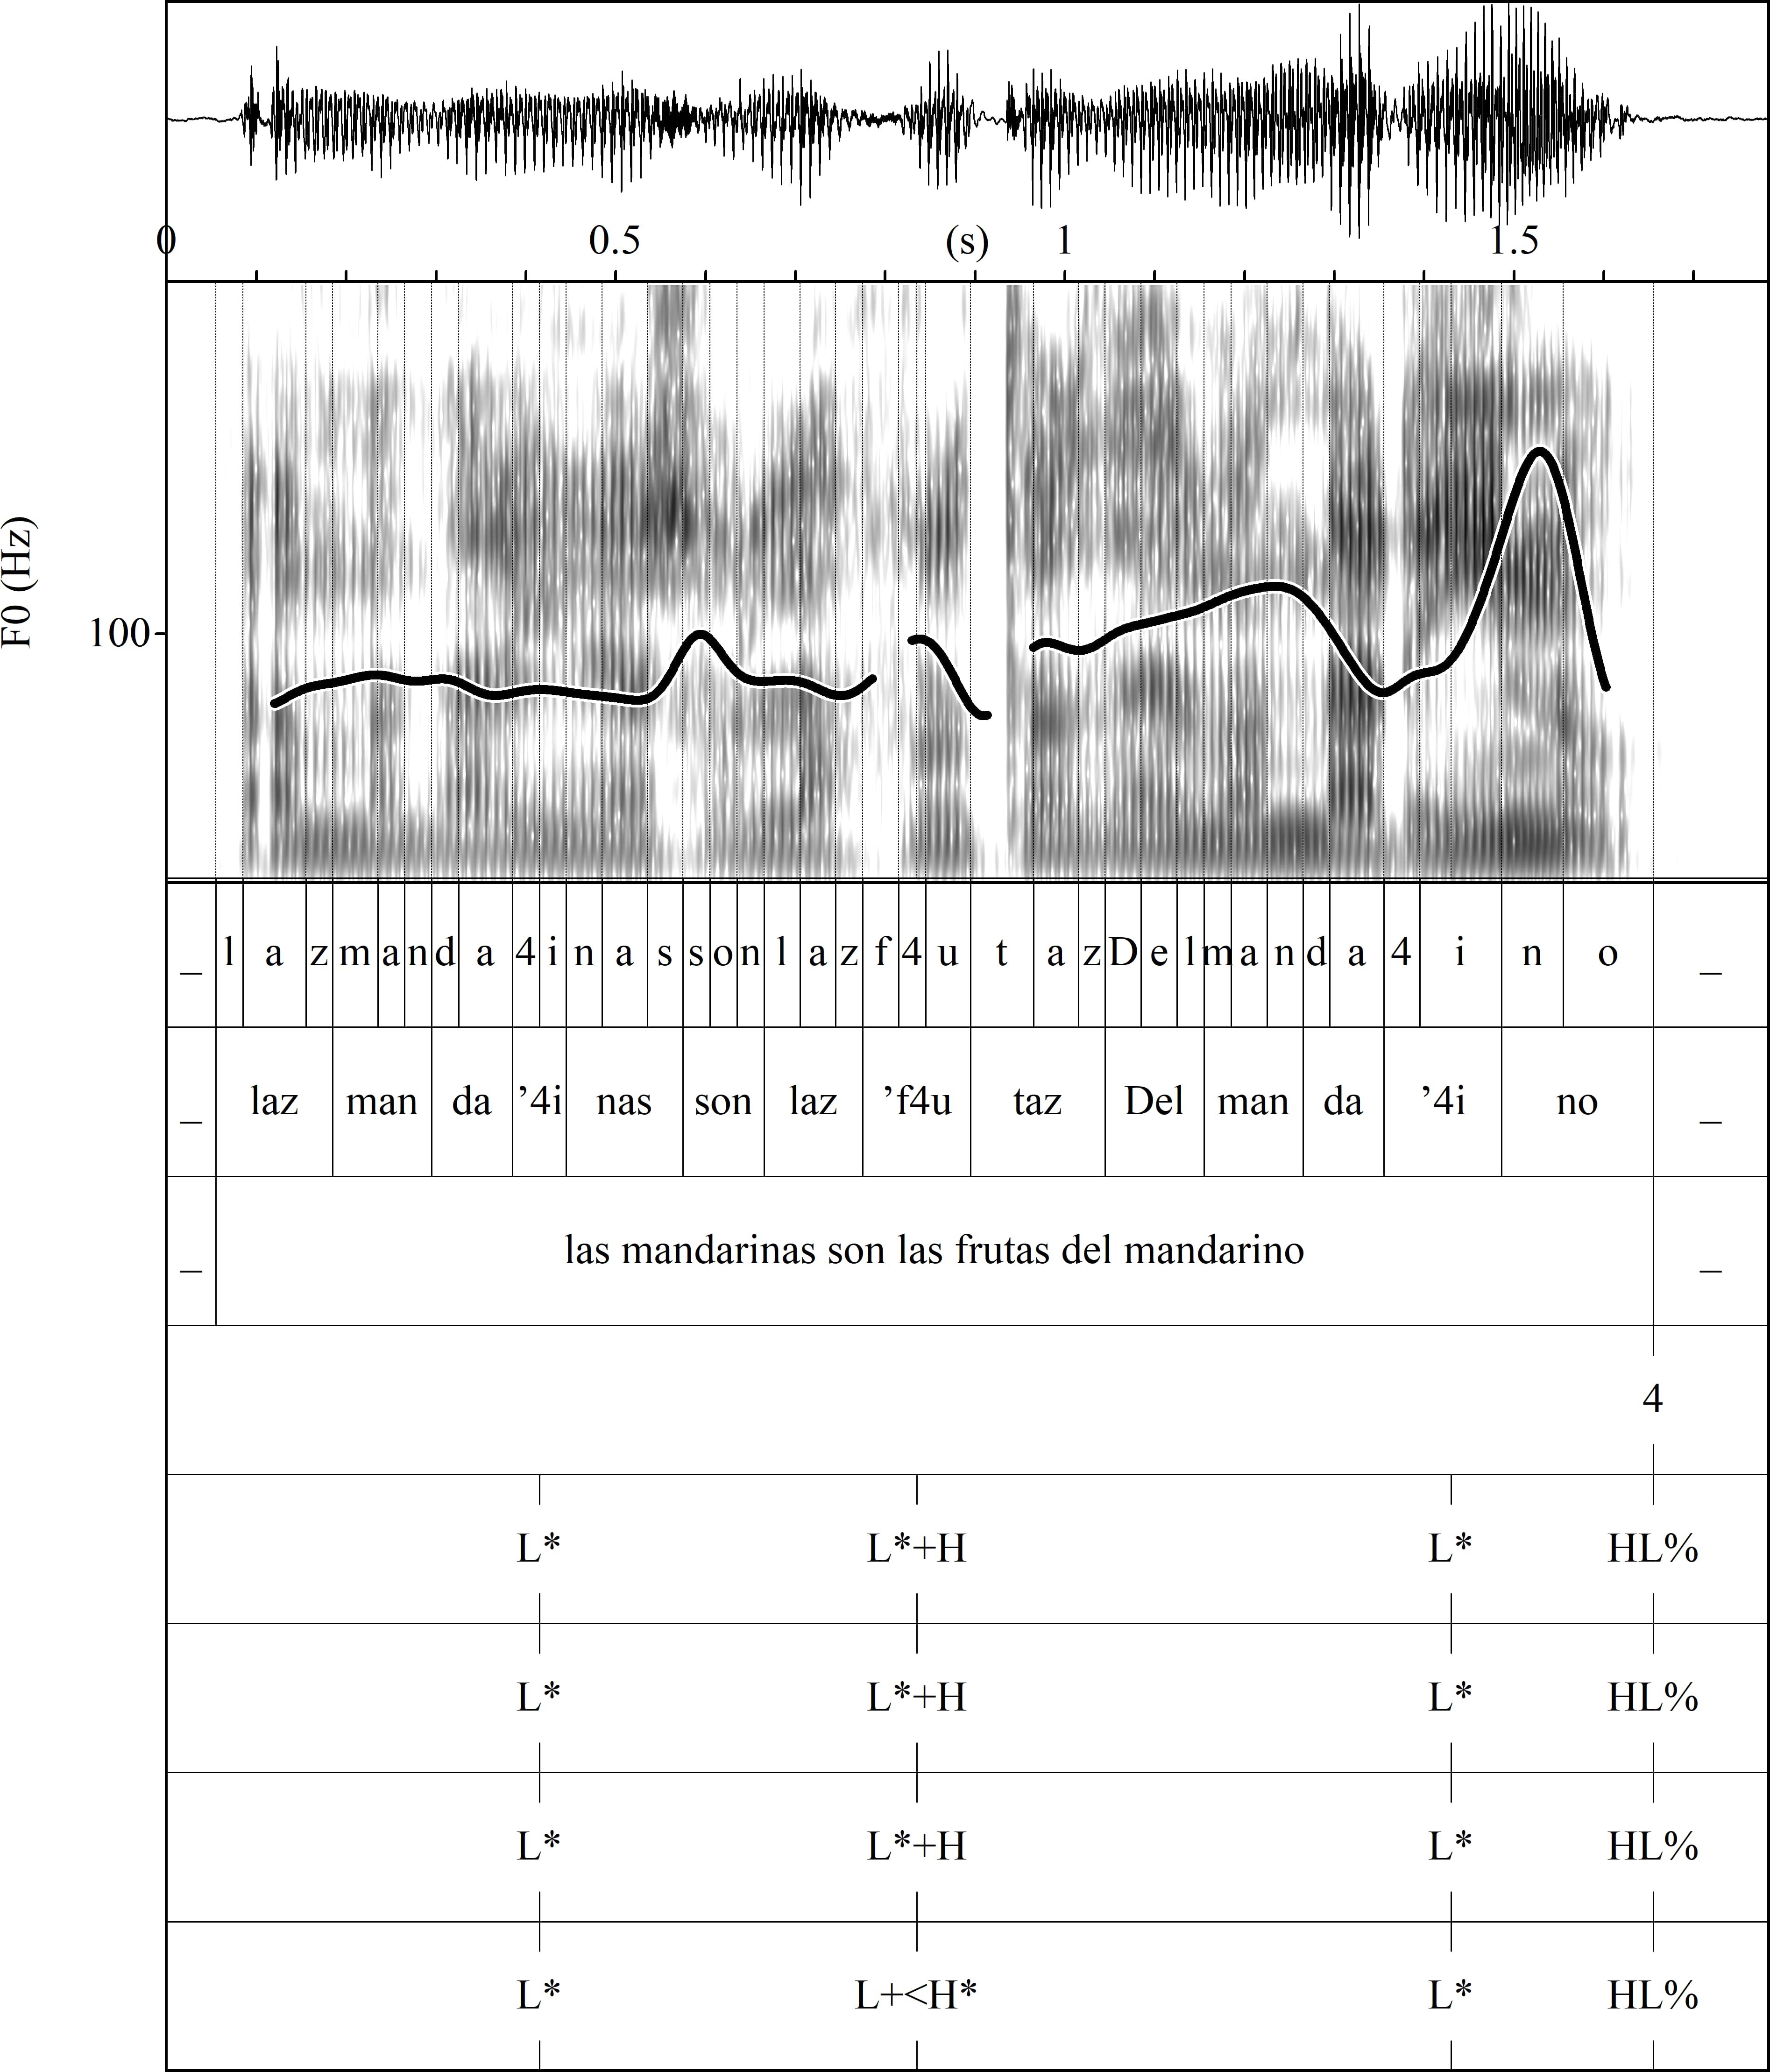 0 0.5 (s) 1 1.5
F0 (Hz)
100
– l a z m a n d a 4 i n a s s o n l a z f 4 u t a z D e l m a n d a 4 i n o –
– laz man da ’4i nas son laz ’f4u taz Del man da ’4i no –
– las mandarinas son las frutas del mandarino –
4
L* L*+H L* HL%
L* L*+H L* HL%
L* L*+H L* HL%
L* L+<H* L* HL%